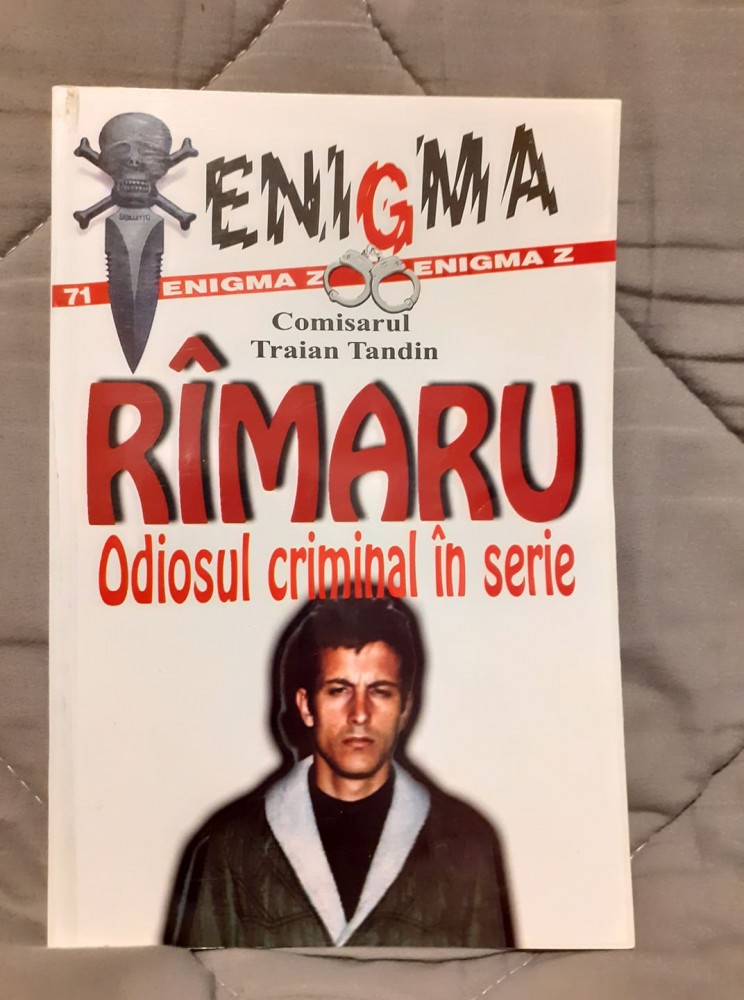 ENIGMA
71 ENIGMA Z ENIGMA Z
Comisarul
Traian Tandin
RÎMARU
Odiosul criminal în serie